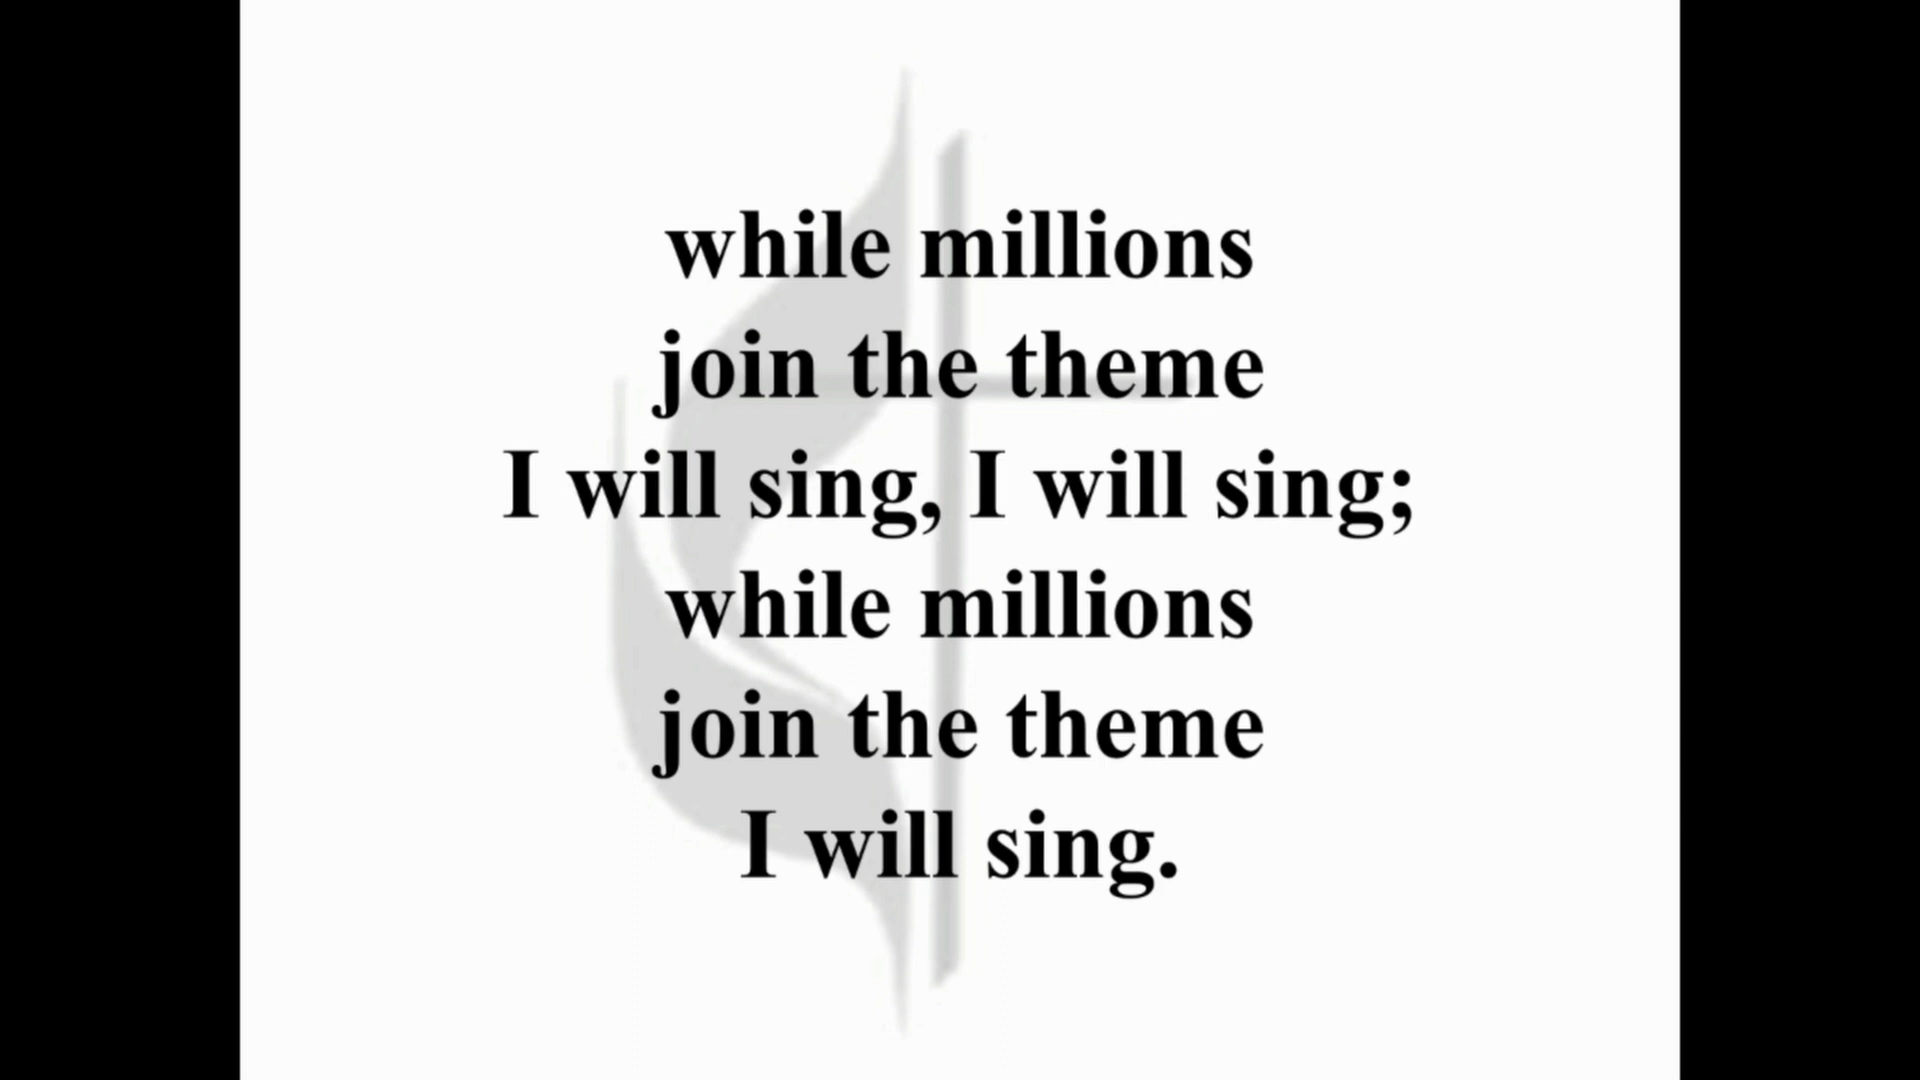 while millions
join the theme
I will sing, I will sing;
while millions
join the theme
I will sing.